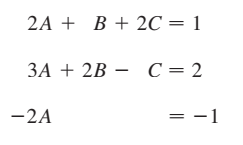 2A + B + 2C = 1
3A + 2B − C = 2
−2A = −1